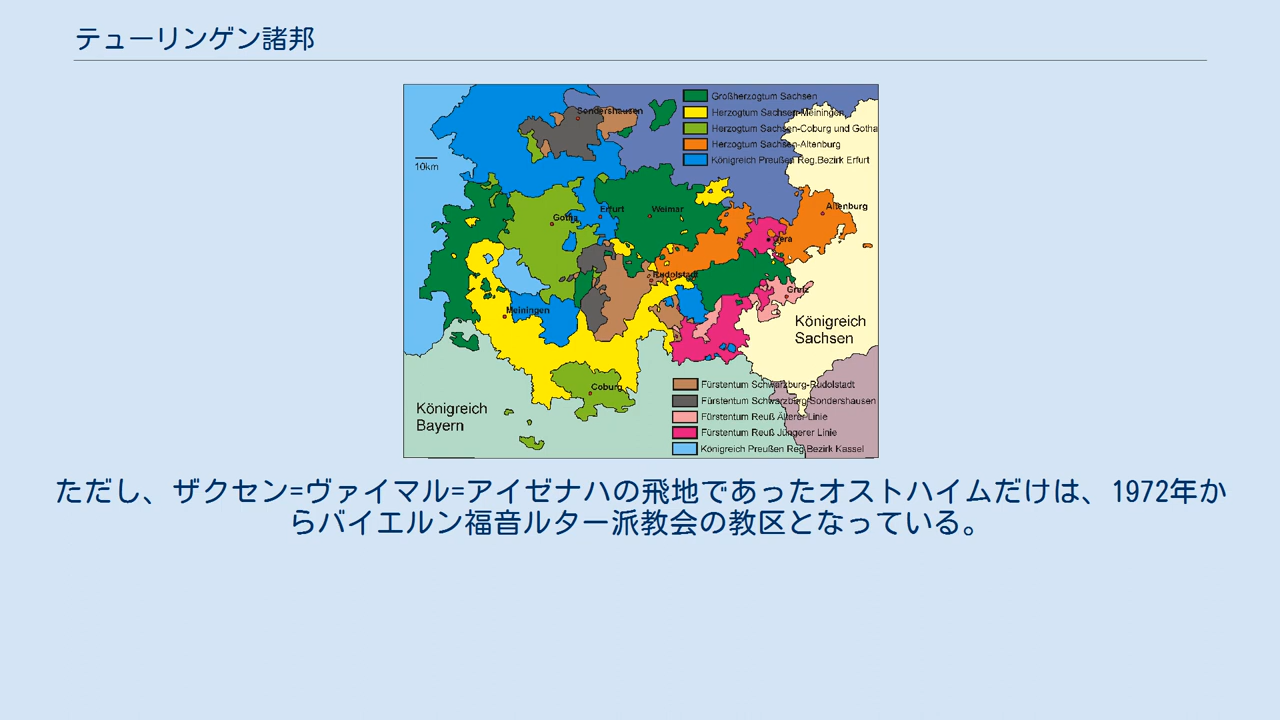 テューリンゲン諸邦
Sondershausen
Großherzogtum Sachsen
Herzogtum Sachsen-Meiningen
Herzogtum Sachsen-Coburg und Gotha
Herzogtum Sachsen-Altenburg
Königreich Preußen Reg.Bezirk Erfurt
10km
Gotha
Erfurt
Weimar
Altenburg
Gera
Rudolstadt
Greiz
Meiningen
Königreich
Sachsen
Coburg
Königreich
Bayern
Fürstentum Schwarzburg-Rudolstadt
Fürstentum Schwarzburg-Sondershausen
Fürstentum Reuß Älterer Linie
Fürstentum Reuß Jüngerer Linie
Königreich Preußen Reg.Bezirk Kassel
ただし、ザクセン=ヴァイマル=アイゼナハの飛地であったオストハイムだけは、1972年か
らバイエルン福音ルター派教会の教区となっている。